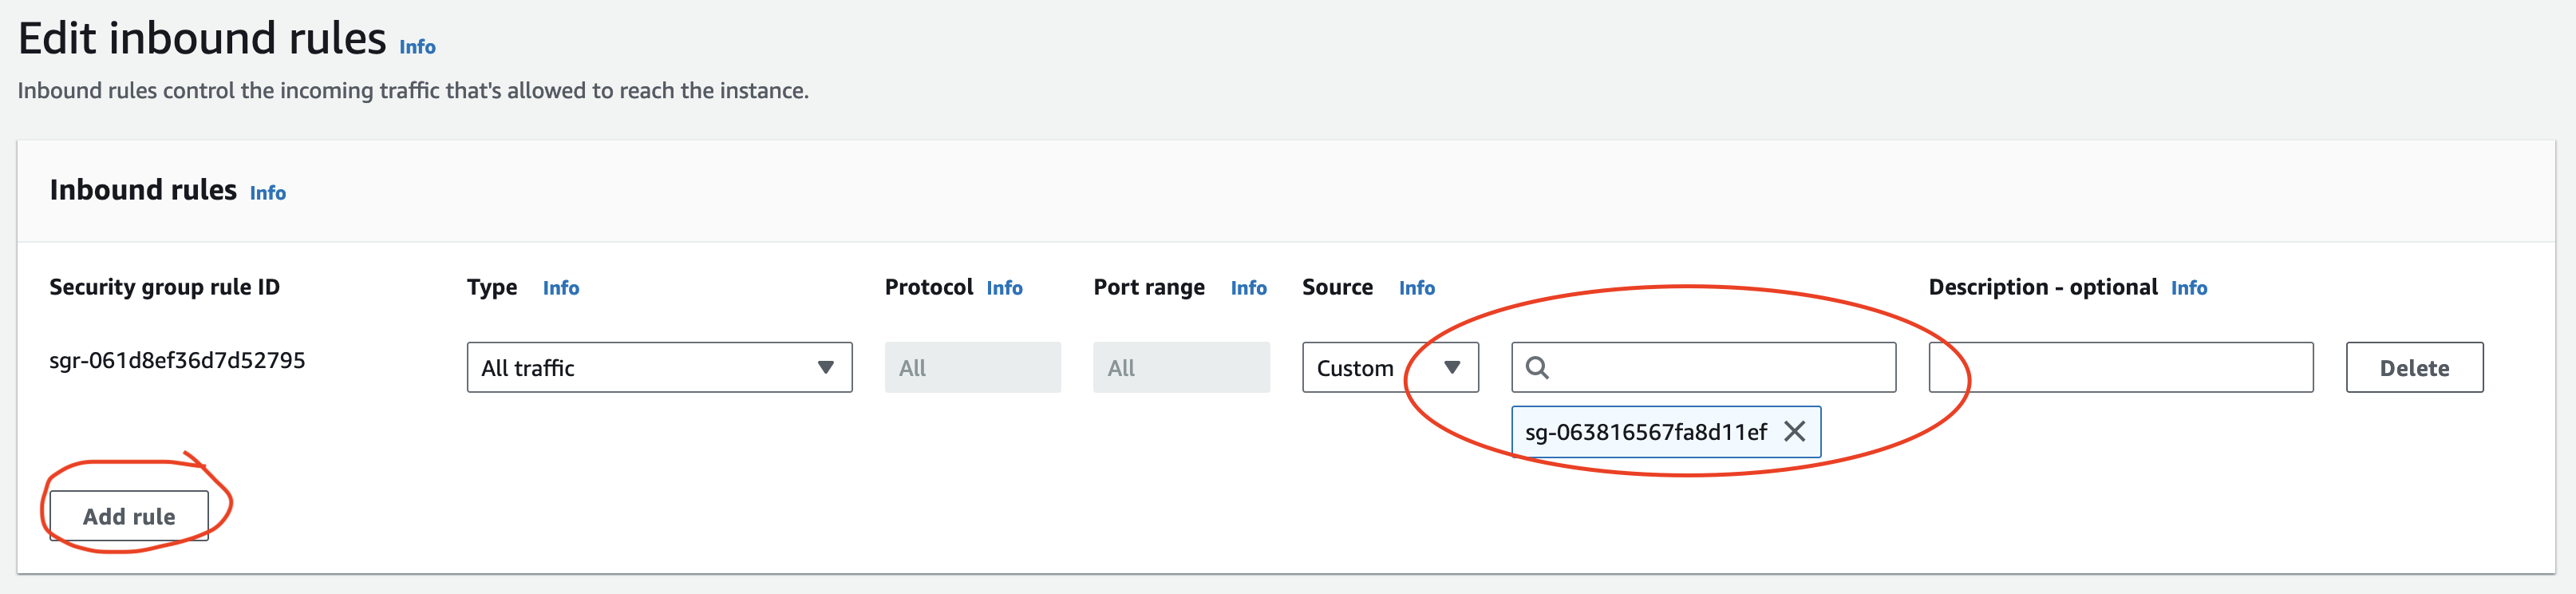 Edit inbound rules Info
Inbound rules control the incoming traffic that's allowed to reach the instance.
Inbound rules Info
Security group rule ID Type Info Protocol Info Port range Info Source Info Description - optional Info
sgr-061d8ef36d7d52795 All traffic All All Custom Delete
sg-063816567fa8d11ef
Add rule